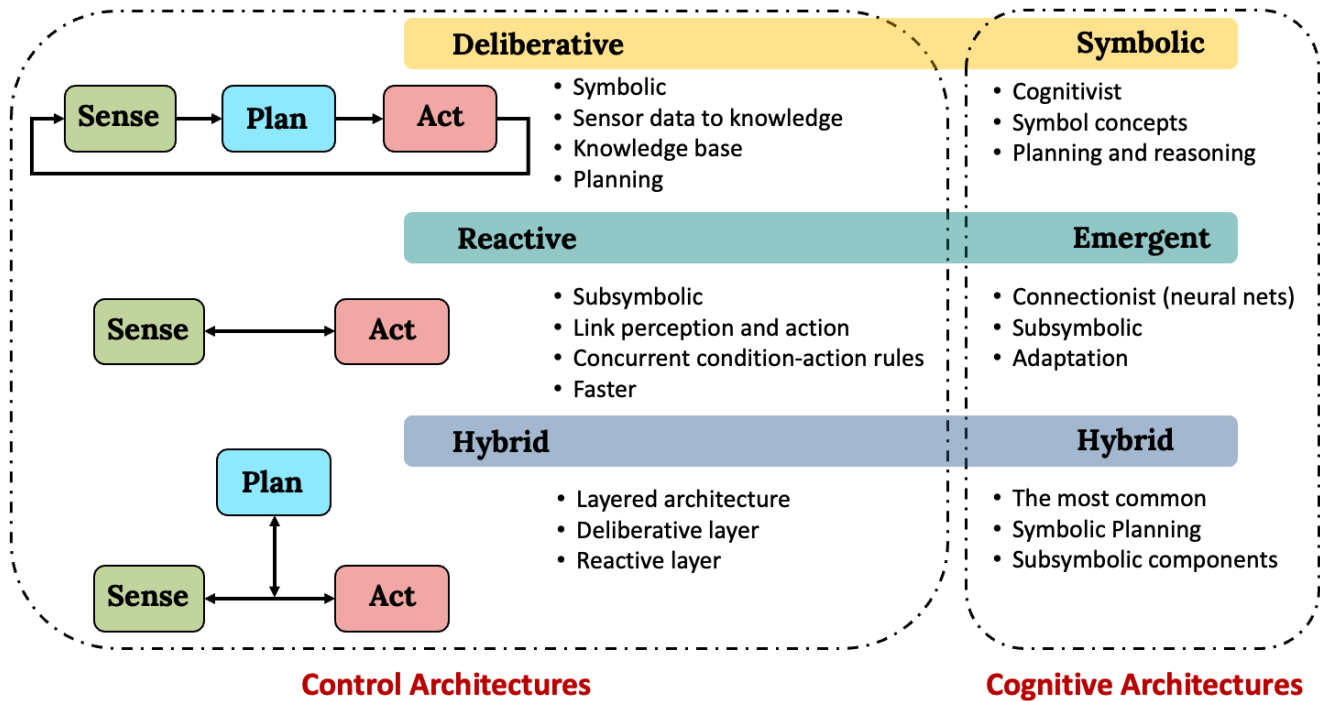 Deliberative
Symbolic
Sense
Plan
Act
• Symbolic
• Sensor data to knowledge
• Knowledge base
• Planning
• Cognitivist
• Symbol concepts
• Planning and reasoning
Reactive
Emergent
Sense
Act
• Subsymbolic
• Link perception and action
• Concurrent condition-action rules
• Faster
• Connectionist (neural nets)
• Subsymbolic
• Adaptation
Hybrid
Hybrid
Plan
Sense
Act
• Layered architecture
• Deliberative layer
• Reactive layer
• The most common
• Symbolic Planning
• Subsymbolic components
Control Architectures
Cognitive Architectures